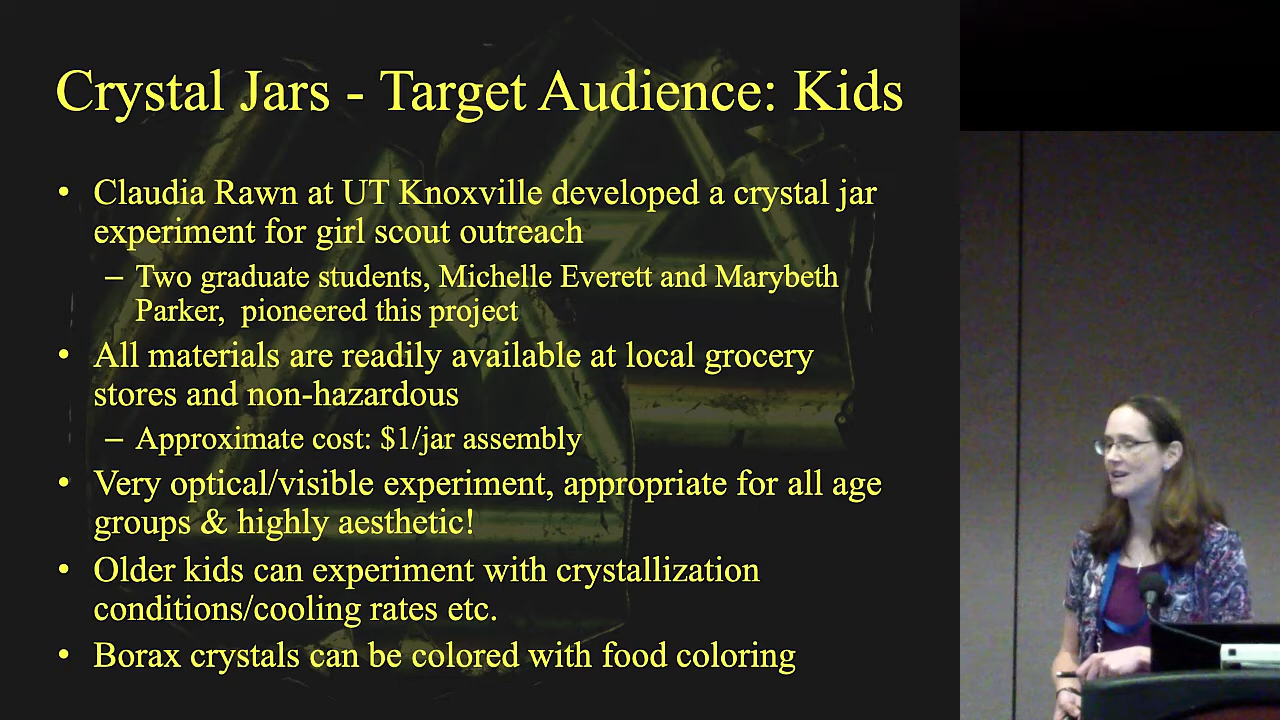 Crystal Jars - Target Audience: Kids
• Claudia Rawn at UT Knoxville developed a crystal jar
experiment for girl scout outreach
– Two graduate students, Michelle Everett and Marybeth
Parker,  pioneered this project
• All materials are readily available at local grocery
stores and non-hazardous
– Approximate cost: $1/jar assembly
• Very optical/visible experiment, appropriate for all age
groups & highly aesthetic!
• Older kids can experiment with crystallization
conditions/cooling rates etc.
• Borax crystals can be colored with food coloring